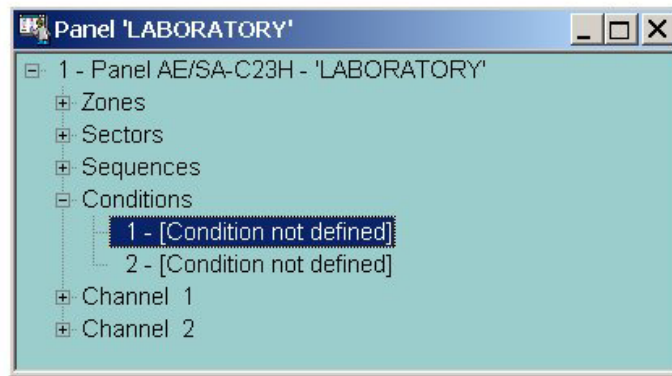 Panel 'LABORATORY'
1 - Panel AE/SA-C23H - 'LABORATORY'
Zones
Sectors
Sequences
Conditions
1 - [Condition not defined]
2 - [Condition not defined]
Channel 1
Channel 2